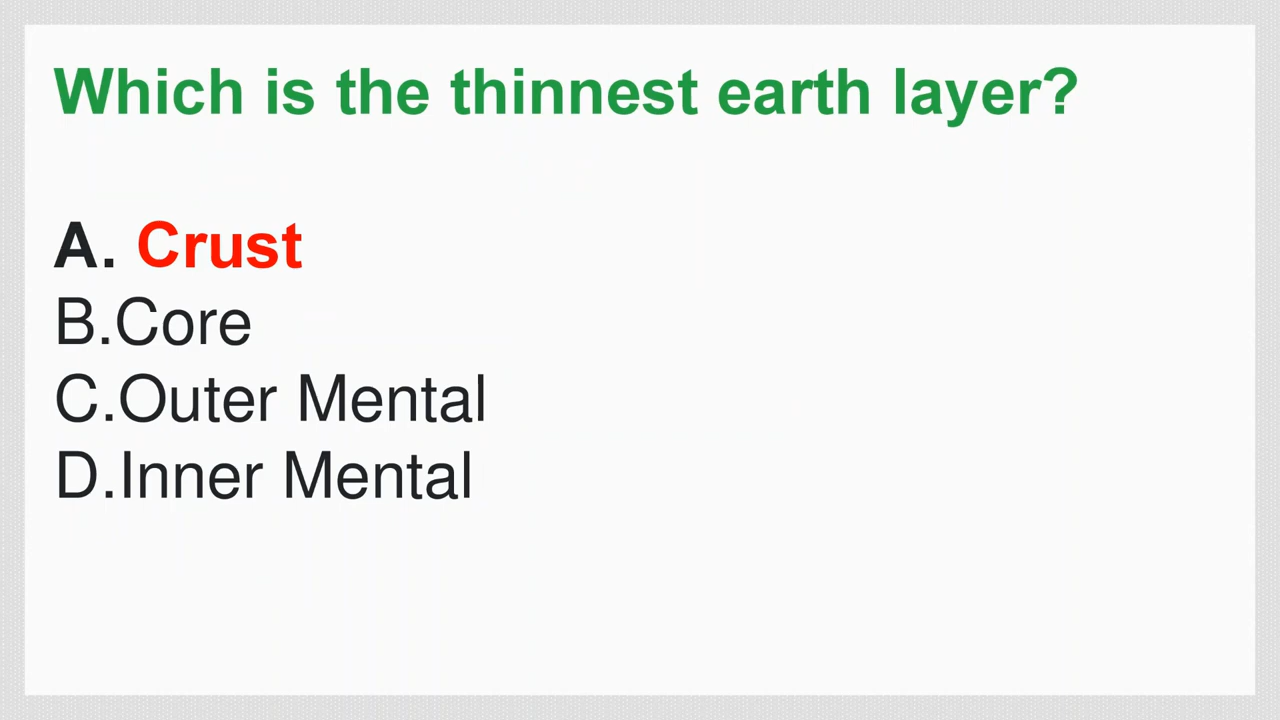 Which is the thinnest earth layer?
A. Crust
B.Core
C.Outer Mental
D.Inner Mental